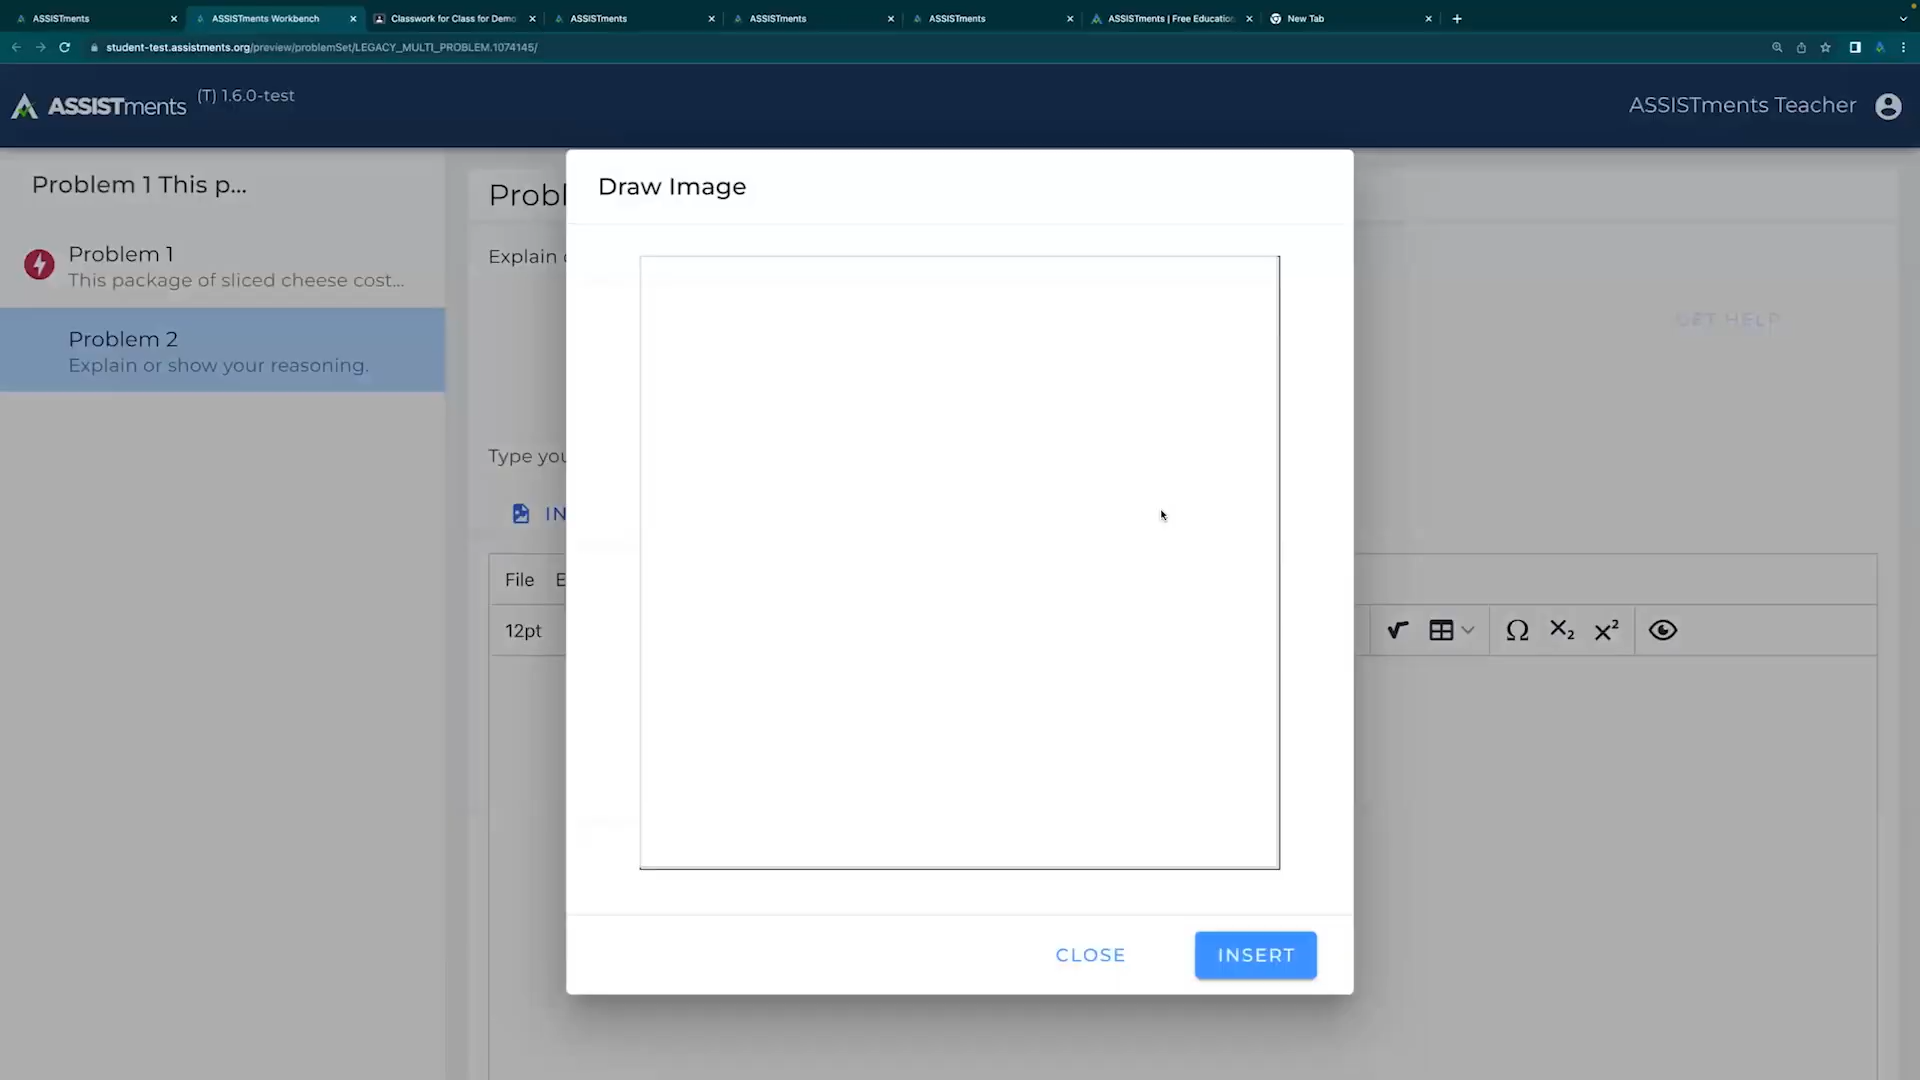 ASSISTments
ASSISTments Workbench
Classwork for Class for Demo
ASSISTments
ASSISTments
ASSISTments
ASSISTments | Free Educatio
New Tab
student-test.assistments.org/preview/problemSet/LEGACY_MULTI_PROBLEM.1074145/
ASSISTments (T) 1.6.0-test
ASSISTments Teacher
Problem 1 This p...
Problem 1
This package of sliced cheese cost...
Problem 2
Explain or show your reasoning.
Probl
Explain
GET HELP
Type you
IN
File E
12pt
Draw Image
CLOSE
INSERT